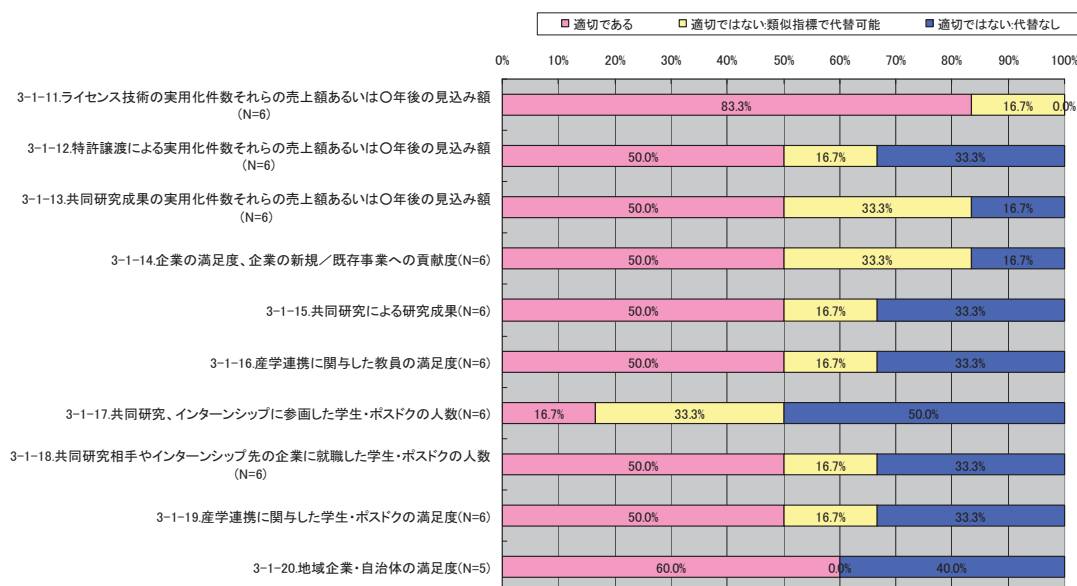 適切である 適切ではない:類似指標で代替可能 適切ではない:代替なし
0% 10% 20% 30% 40% 50% 60% 70% 80% 90% 100%
3-1-11.ライセンス技術の実用化件数それらの売上額あるいは〇年後の見込み額
(N=6)
83.3% 16.7% 0.0%
3-1-12.特許譲渡による実用化件数それらの売上額あるいは〇年後の見込み額
(N=6)
50.0% 16.7% 33.3%
3-1-13.共同研究成果の実用化件数それらの売上額あるいは〇年後の見込み額
(N=6)
50.0% 33.3% 16.7%
3-1-14.企業の満足度、企業の新規／既存事業への貢献度(N=6)
50.0% 33.3% 16.7%
3-1-15.共同研究による研究成果(N=6)
50.0% 16.7% 33.3%
3-1-16.産学連携に関与した教員の満足度(N=6)
50.0% 16.7% 33.3%
3-1-17.共同研究、インターンシップに参画した学生・ポスドクの人数(N=6)
16.7% 33.3% 50.0%
3-1-18.共同研究相手やインターンシップ先の企業に就職した学生・ポスドクの人数
(N=6)
50.0% 16.7% 33.3%
3-1-19.産学連携に関与した学生・ポスドクの満足度(N=6)
50.0% 16.7% 33.3%
3-1-20.地域企業・自治体の満足度(N=5)
60.0% 0.0% 40.0%